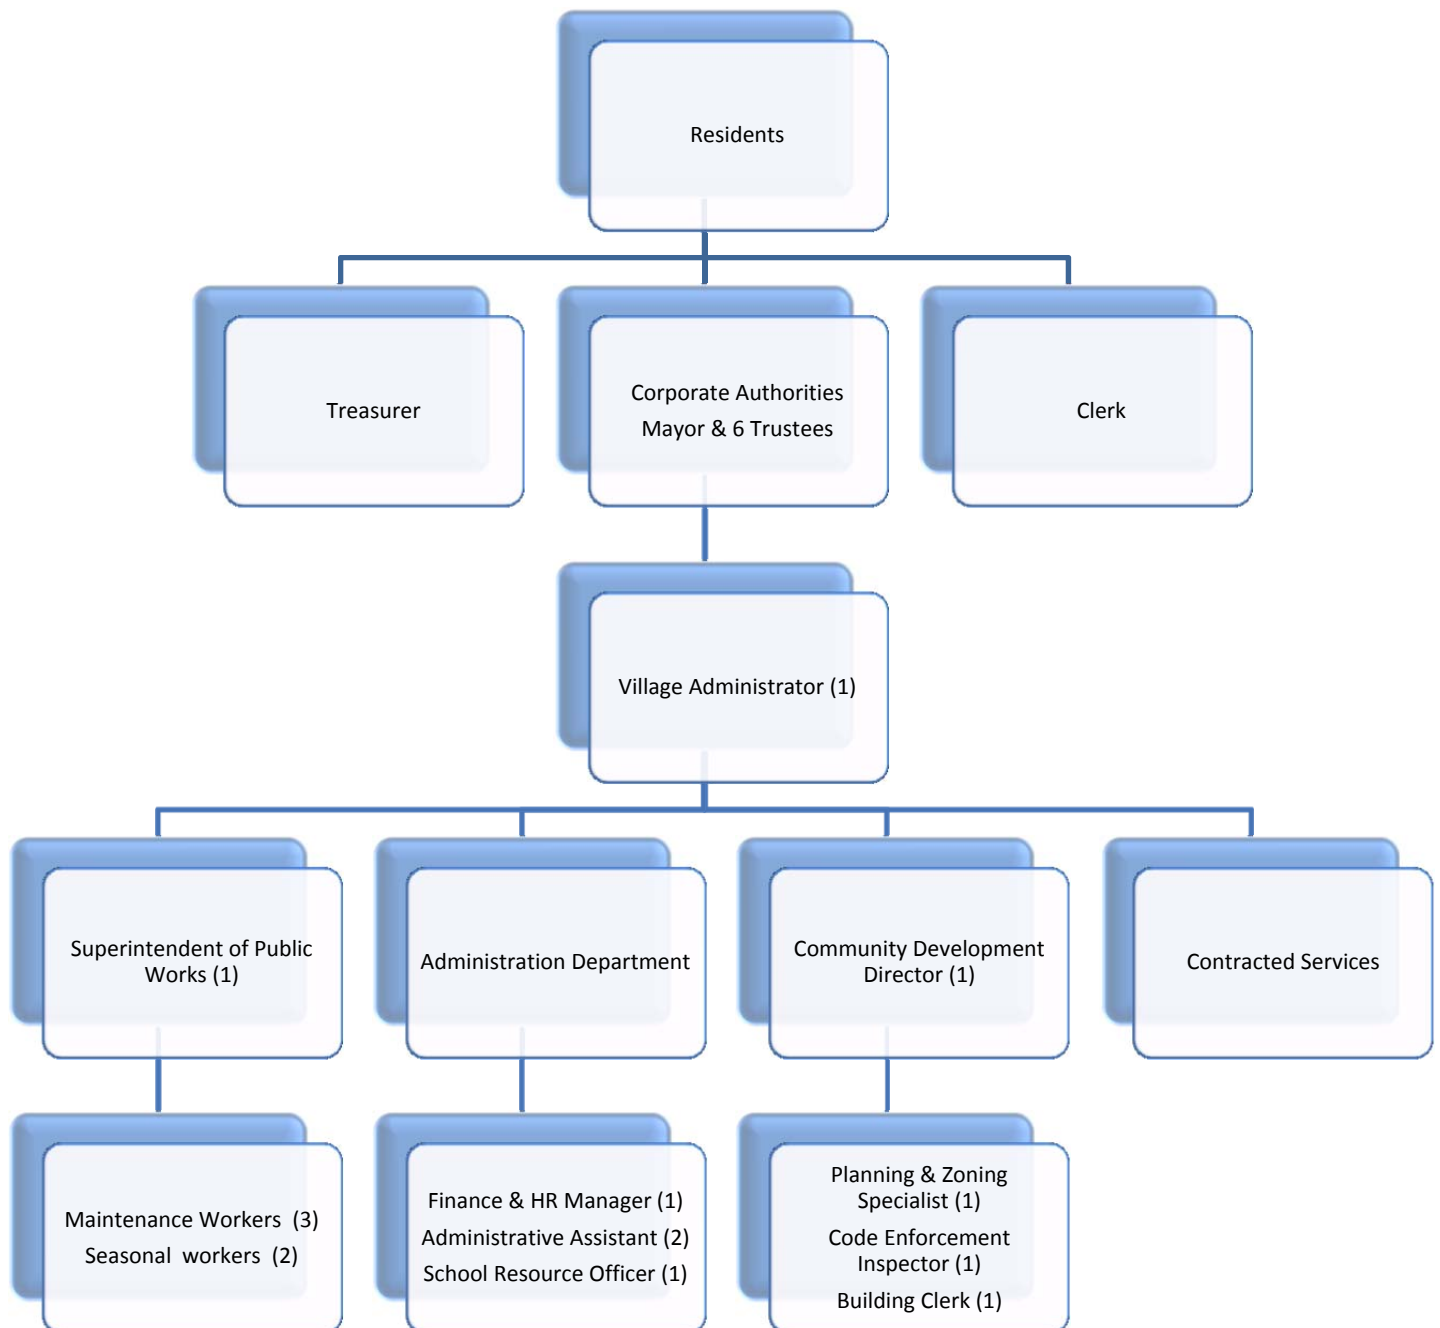 Residents
Treasurer
Corporate Authorities
Mayor & 6 Trustees
Clerk
Village Administrator (1)
Superintendent of Public
Works (1)
Administration Department
Community Development
Director (1)
Contracted Services
Maintenance Workers  (3)
Seasonal  workers  (2)
Finance & HR Manager (1)
Administrative Assistant (2)
School Resource Officer (1)
Planning & Zoning
Specialist (1)
Code Enforcement
Inspector (1)
Building Clerk (1)